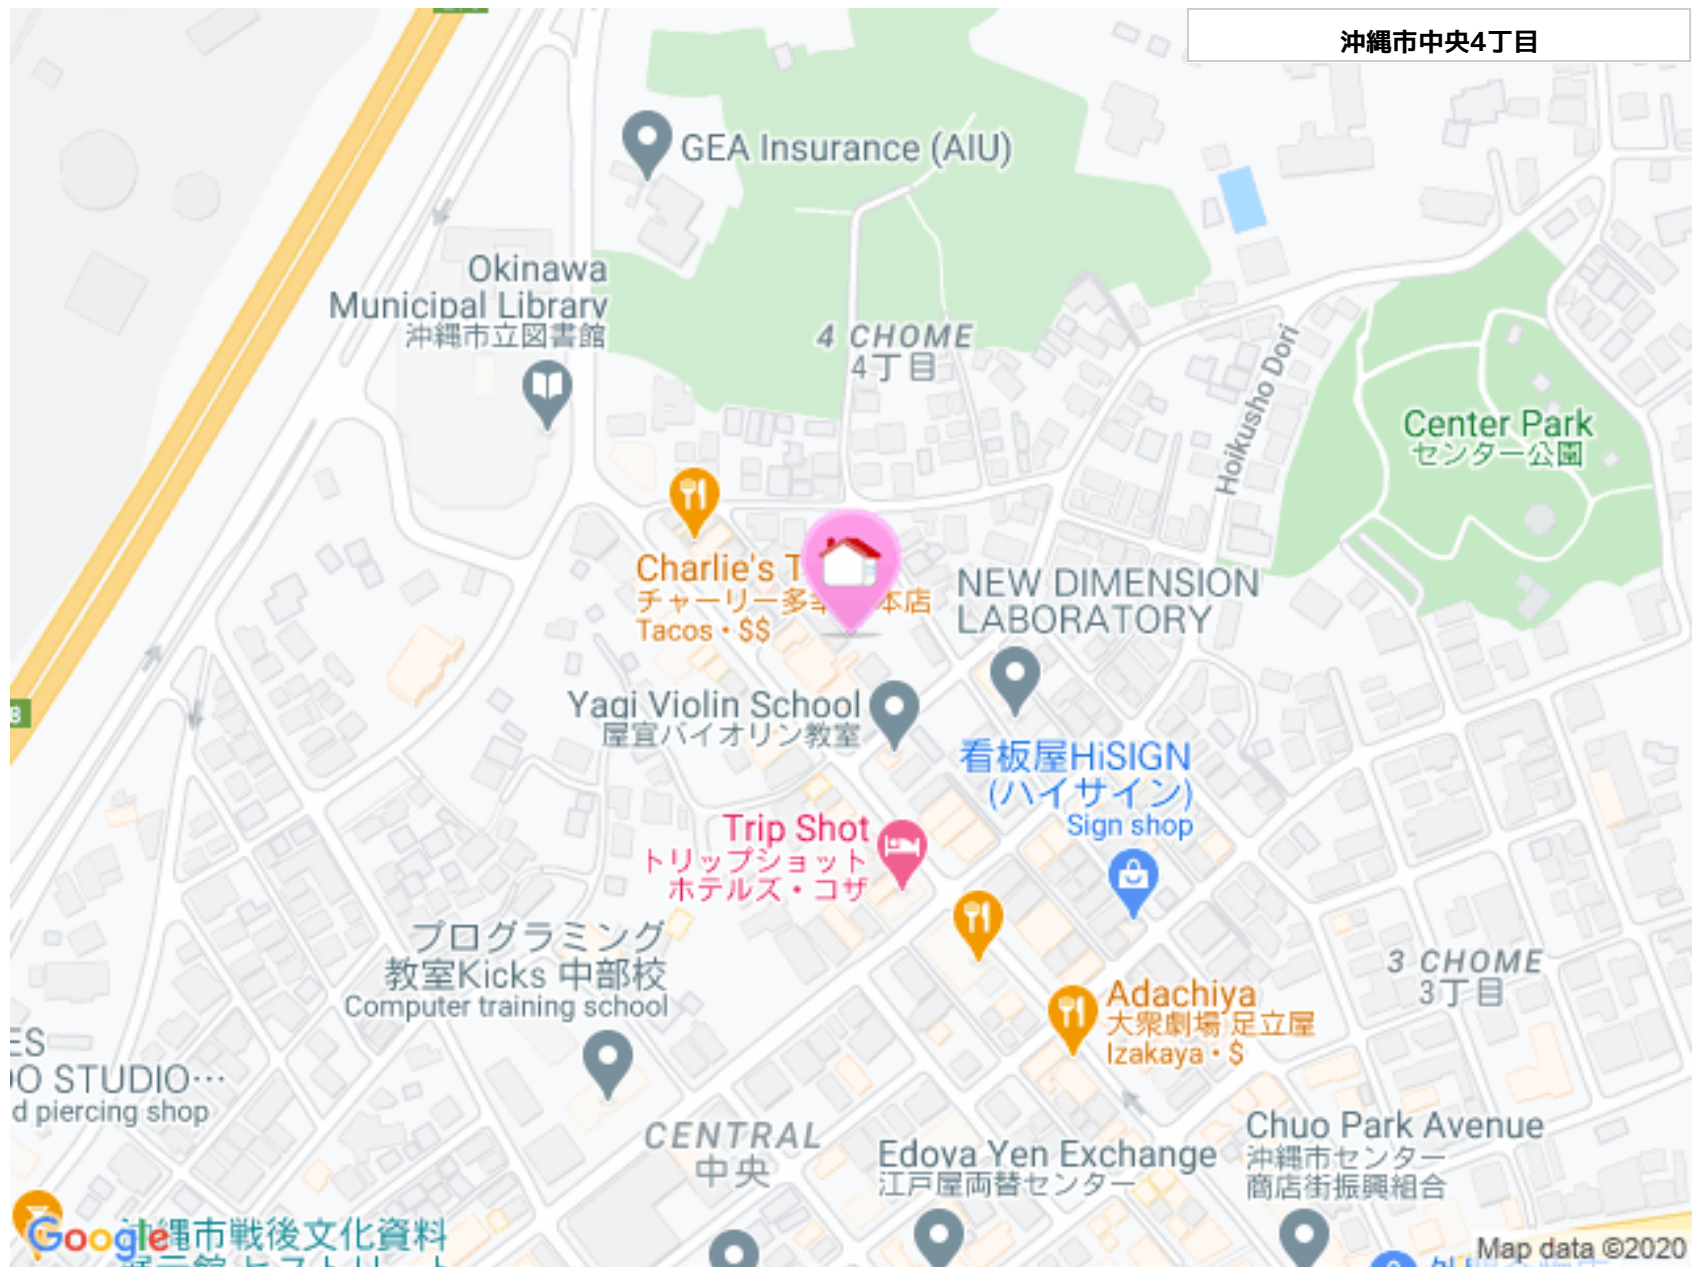 沖縄市中央4丁目
GEA Insurance (AIU)
Okinawa
Municipal Library
沖縄市立図書館
4 CHOME
4丁目
Hoikusho Dori
Center Park
センター公園
Charlie's
チャーリー多
本店
Tacos・$$
NEW DIMENSION
LABORATORY
Yagi Violin School
屋宜バイオリン教室
看板屋HiSIGN
(ハイサイン)
Sign shop
Trip Shot
トリップショット
ホテルズ・コザ
プログラミング
教室Kicks 中部校
Computer training school
3 CHOME
3丁目
Adachiya
大衆劇場 足立屋
Izakaya・$
ES
OO STUDIO…
d piercing shop
CENTRAL
中央
Edoya Yen Exchange
江戸屋両替センター
Chuo Park Avenue
沖縄市センター
商店街振興組合
Google
沖縄市戦後文化資料
Map data ©2020